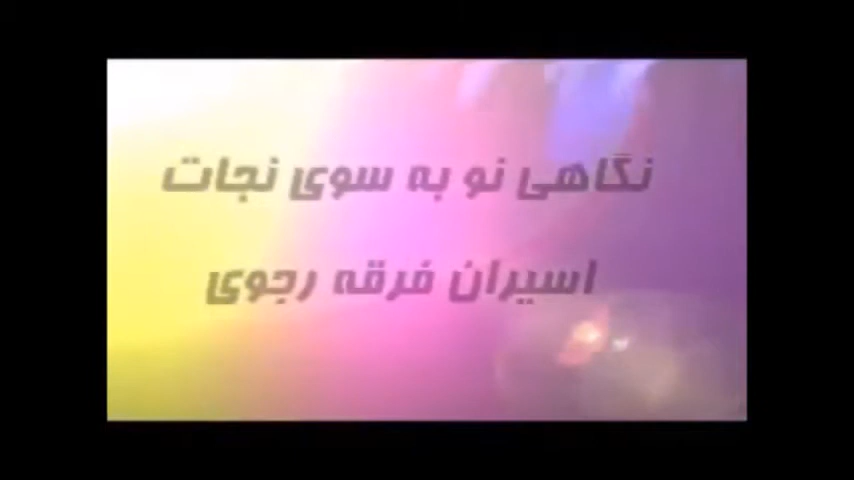 نگاهی نو به سوی نجات
اسیران فرقه رجوی